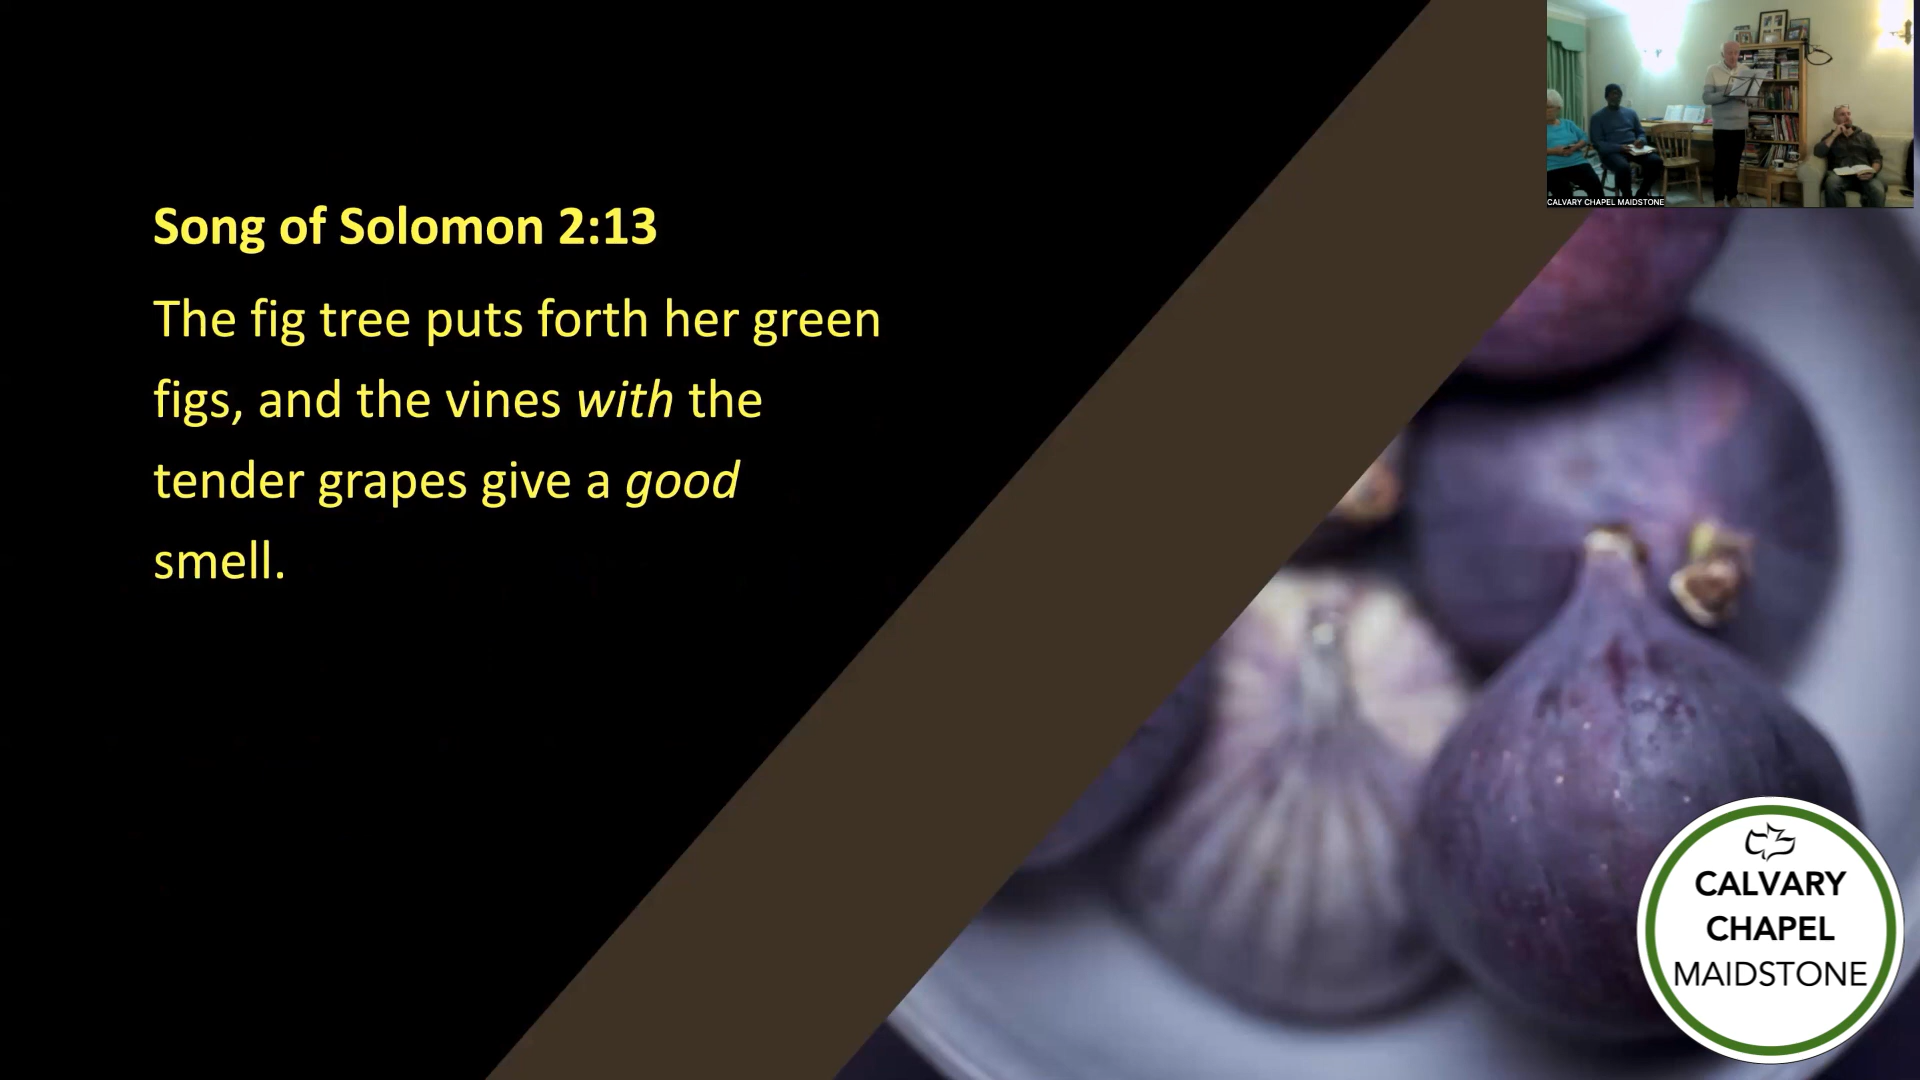 Song of Solomon 2:13
The fig tree puts forth her green
figs, and the vines with the
tender grapes give a good
smell.
CALVARY CHAPEL MAIDSTONE
CALVARY
CHAPEL
MAIDSTONE